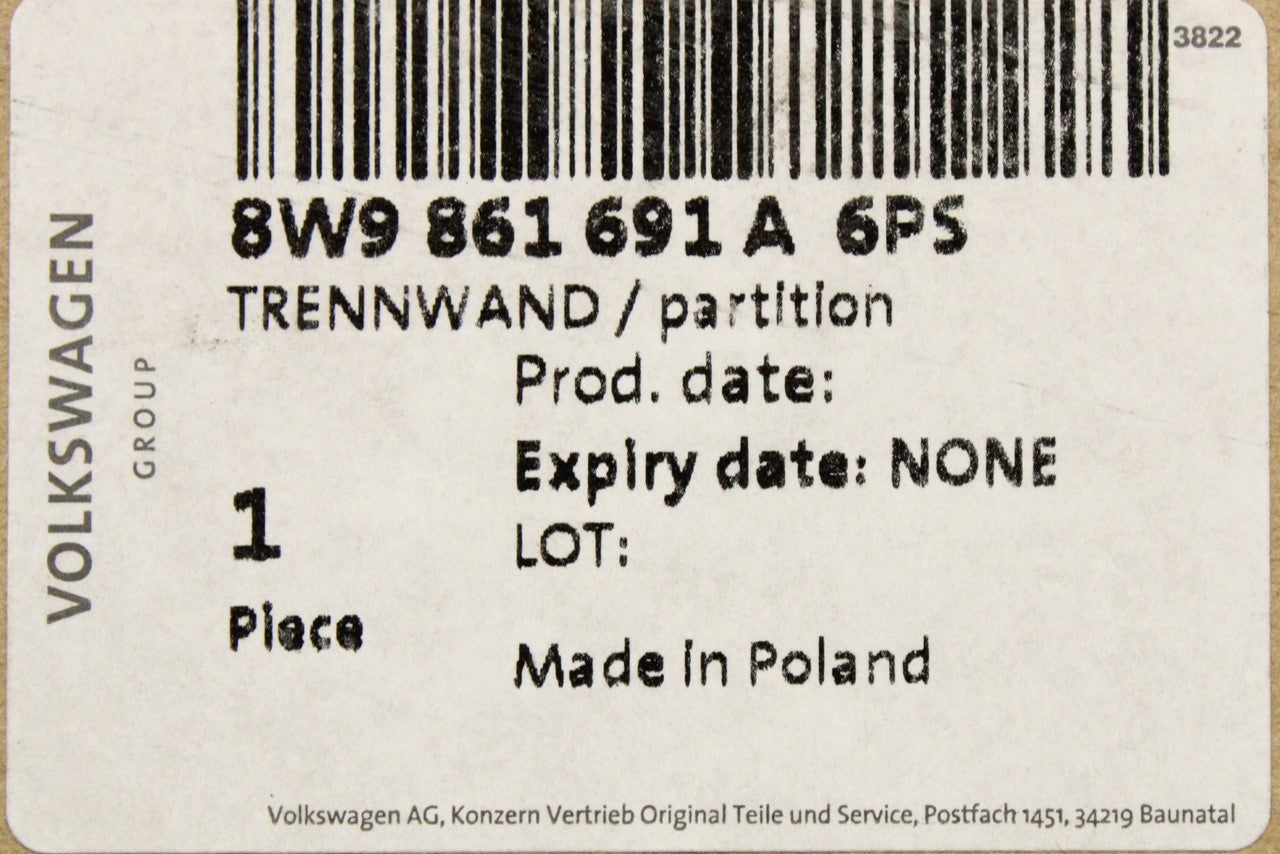 3822
8W9 861 691 A 6PS
TRENNWAND / partition
Prod. date:
Expiry date: NONE
1
LOT:
Piece
Made in Poland
VOLKSWAGEN
GROUP
Volkswagen AG, Konzern Vertrieb Original Teile und Service, Postfach 1451, 34219 Baunatal